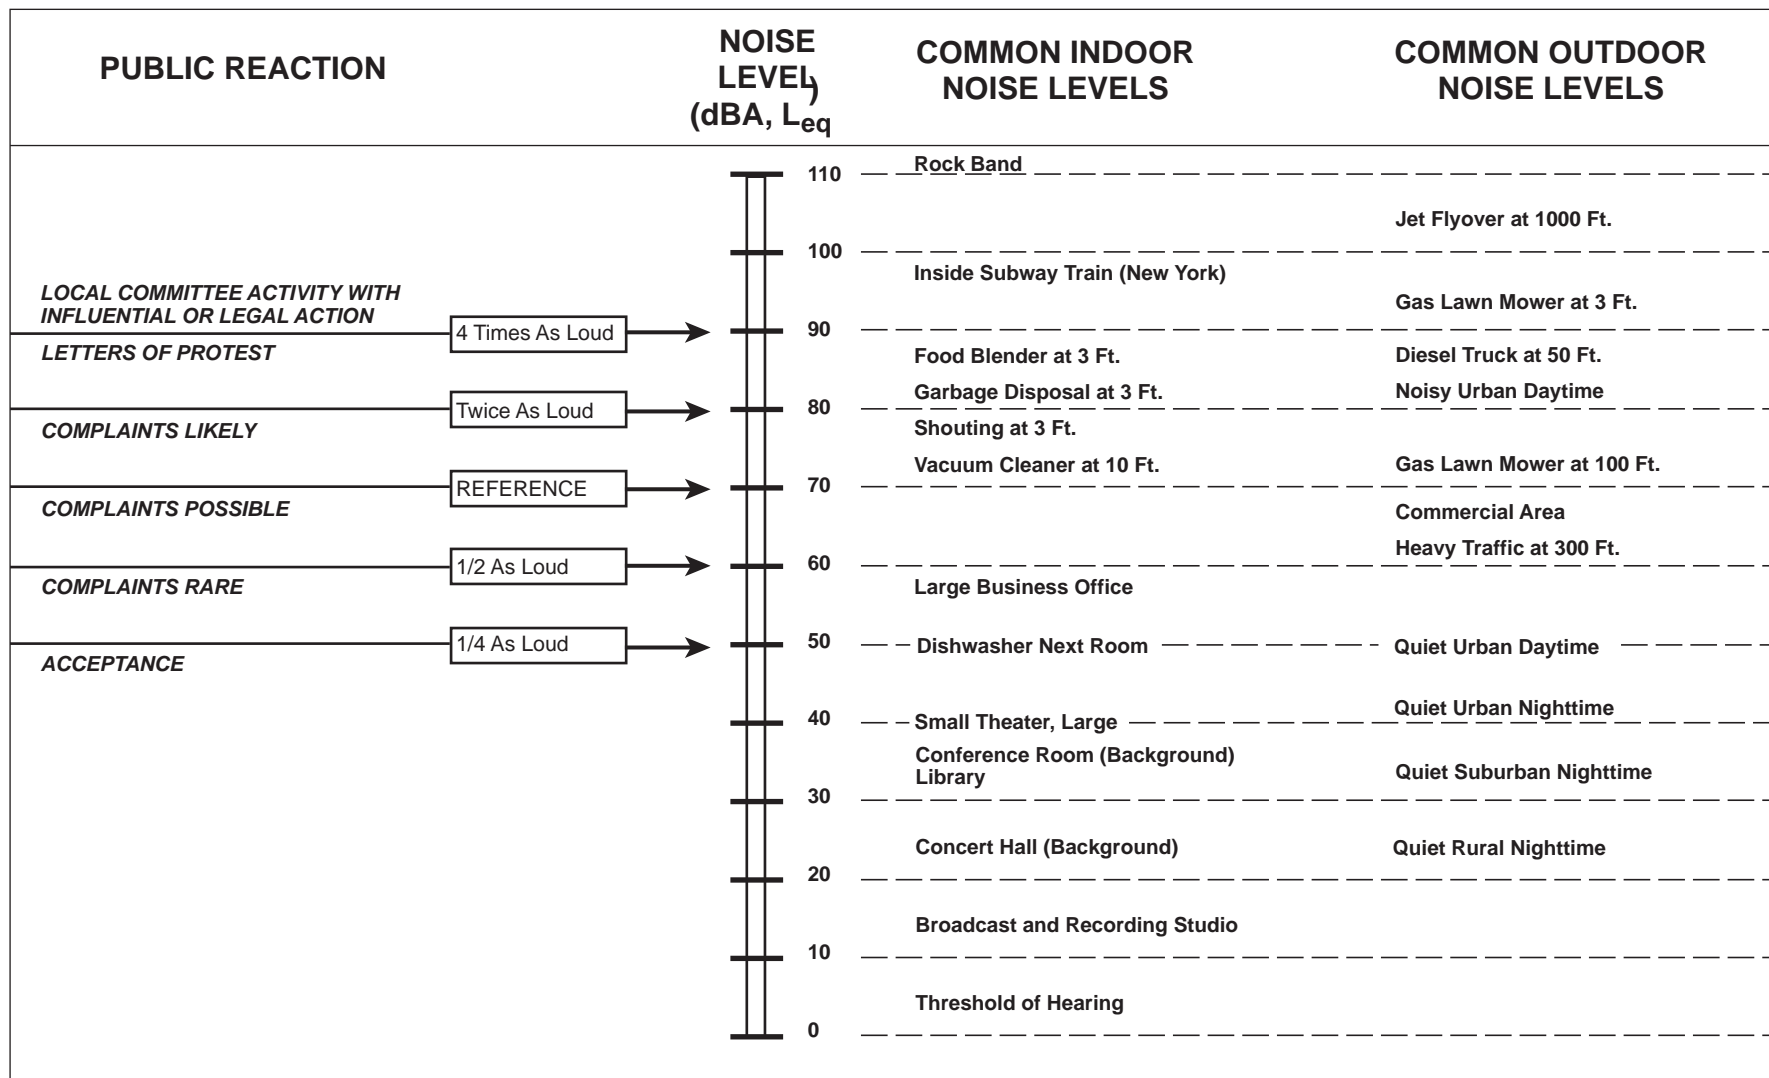 PUBLIC REACTION
NOISE
LEVEL)
(dBA, Leq
COMMON INDOOR
NOISE LEVELS
COMMON OUTDOOR
NOISE LEVELS
110
Rock Band
Jet Flyover at 1000 Ft.
100
Inside Subway Train (New York)
LOCAL COMMITTEE ACTIVITY WITH
INFLUENTIAL OR LEGAL ACTION
Gas Lawn Mower at 3 Ft.
4 Times As Loud
90
LETTERS OF PROTEST
Food Blender at 3 Ft.
Diesel Truck at 50 Ft.
Garbage Disposal at 3 Ft.
Noisy Urban Daytime
Twice As Loud
80
COMPLAINTS LIKELY
Shouting at 3 Ft.
Vacuum Cleaner at 10 Ft.
Gas Lawn Mower at 100 Ft.
REFERENCE
70
COMPLAINTS POSSIBLE
Commercial Area
Heavy Traffic at 300 Ft.
1/2 As Loud
60
COMPLAINTS RARE
Large Business Office
1/4 As Loud
50
Dishwasher Next Room
Quiet Urban Daytime
ACCEPTANCE
Quiet Urban Nighttime
40
Small Theater, Large
Conference Room (Background)
Library
Quiet Suburban Nighttime
30
Concert Hall (Background)
Quiet Rural Nighttime
20
Broadcast and Recording Studio
10
Threshold of Hearing
0